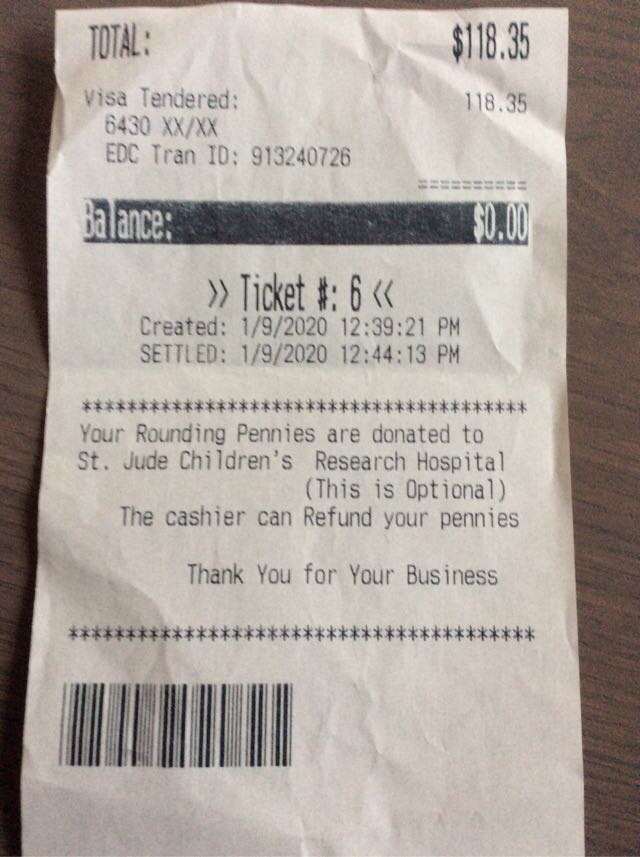 TOTAL: $118.35
Visa Tendered: 118.35
6430 XX/XX
EDC Tran ID: 913240726
==========
Balance: $0.00
>> Ticket #: 6 <<
Created: 1/9/2020 12:39:21 PM
SETTLED: 1/9/2020 12:44:13 PM
****************************************
Your Rounding Pennies are donated to
St. Jude Children's Research Hospital
(This is Optional)
The cashier can Refund your pennies
Thank You for Your Business
****************************************